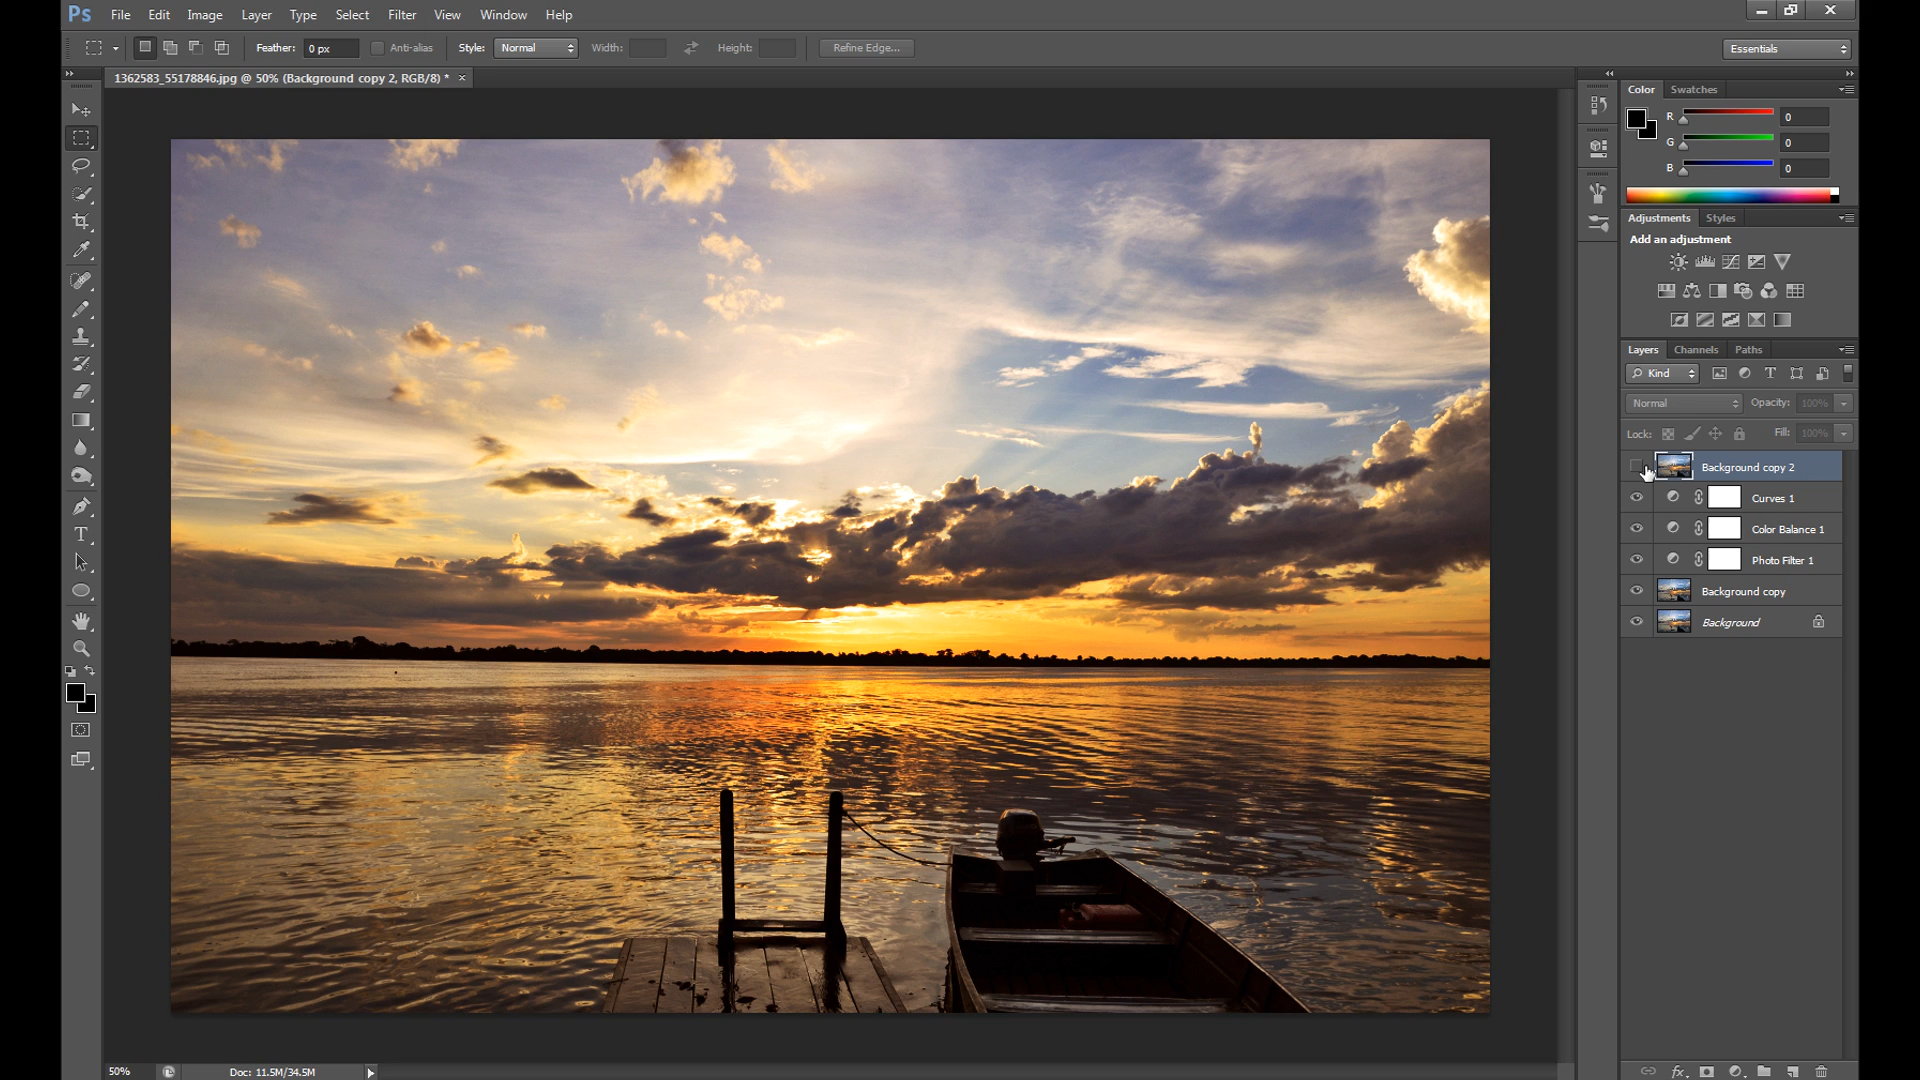 Ps File Edit Image Layer Type Select Filter View Window Help
Feather: 0 px Anti-alias Style: Normal Width: Height: Refine Edge... Essentials
1362583_55178846.jpg @ 50% (Background copy 2, RGB/8) * ×
Color Swatches
R 0
G 0
B 0
Adjustments Styles
Add an adjustment
Layers Channels Paths
Kind
Normal Opacity: 100%
Lock: Fill: 100%
Background copy 2
Curves 1
Color Balance 1
Photo Filter 1
Background copy
Background
50% Doc: 11.5M/34.5M